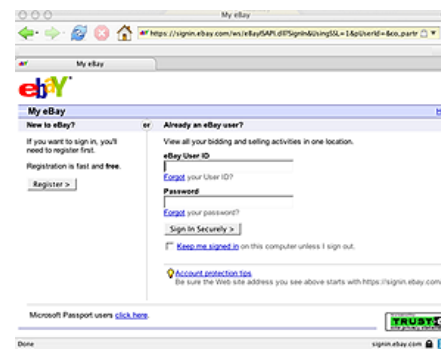 My eBay
https://signin.ebay.com/ws/eBayISAPI.dll?SignIn&UsingSSL=1&pUserId=&co_partr
My eBay
ebY
My eBay
New to eBay? or Already an eBay user?
If you want to sign in, you'll
need to register first.
Registration is fast and free.
Register >
View all your bidding and selling activities in one location.
eBay User ID
Forgot your User ID?
Password
Forgot your password?
Sign In Securely >
Keep me signed in on this computer unless I sign out.
Account protection tips
Be sure the Web site address you see above starts with https://signin.ebay.com
Microsoft Passport users click here.
TRUST
Done
signin.ebay.com